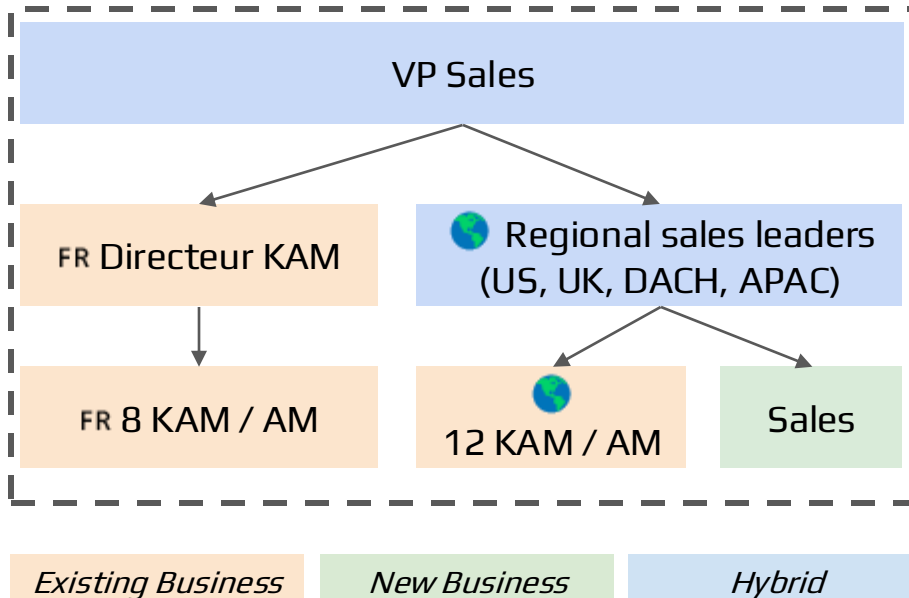 VP Sales
FR Directeur KAM
Regional sales leaders
(US, UK, DACH, APAC)
FR 8 KAM / AM
12 KAM / AM
Sales
Existing Business
New Business
Hybrid